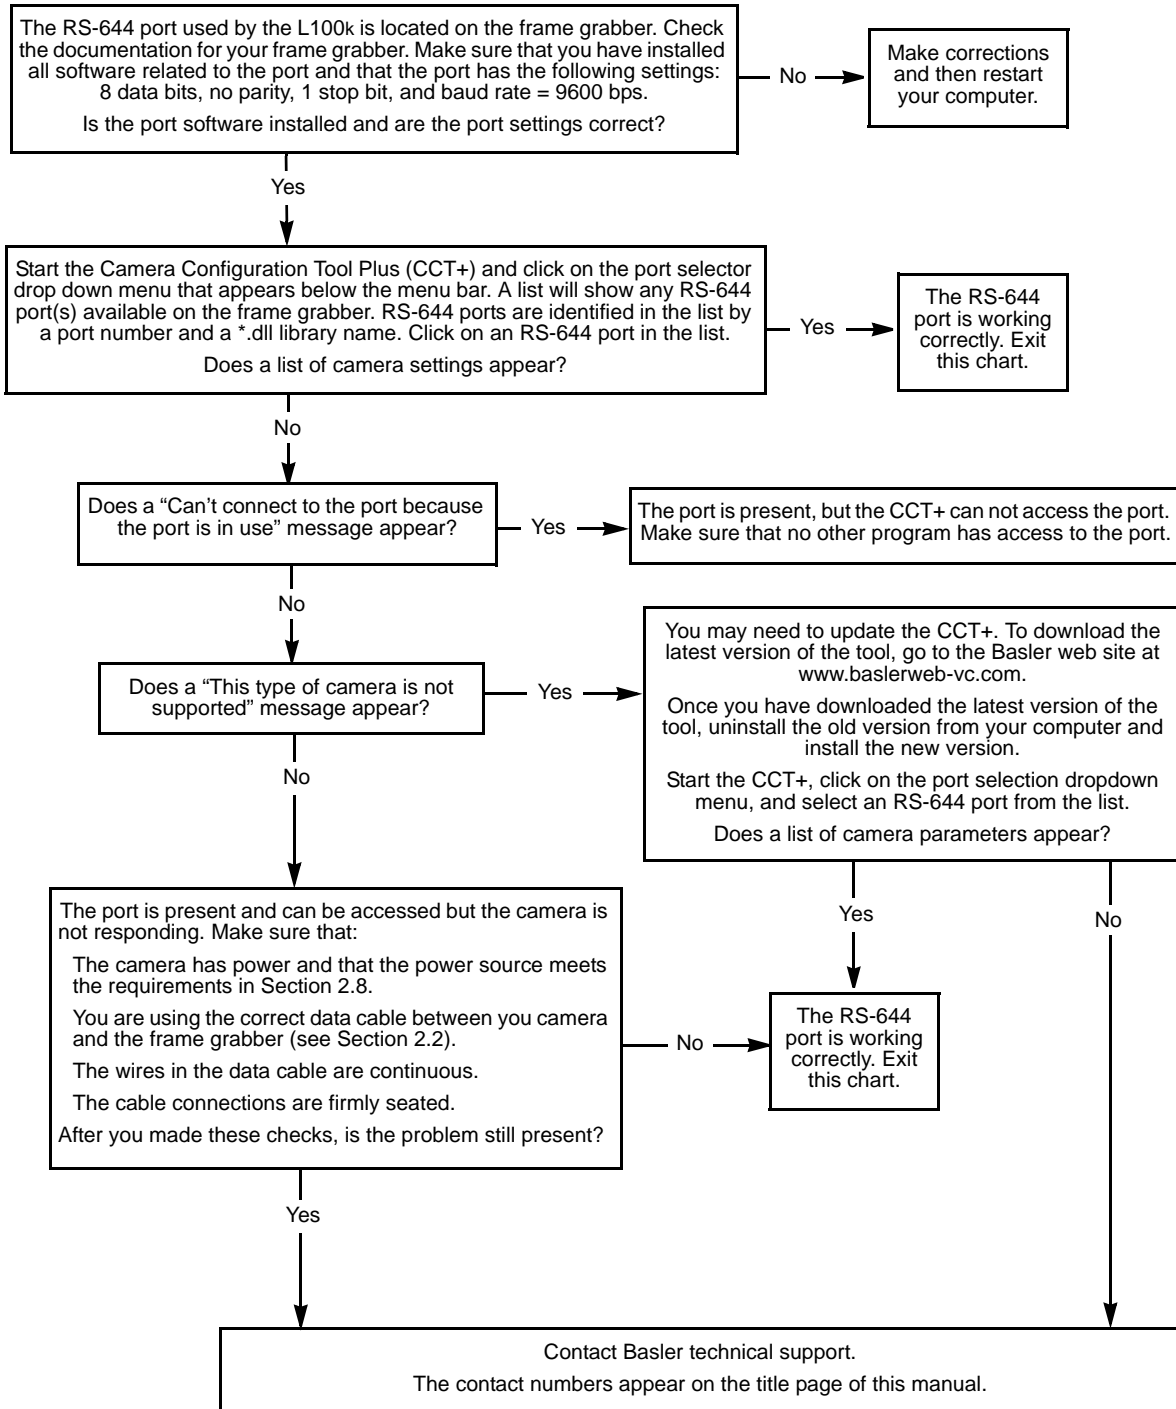 The RS-644 port used by the L100k is located on the frame grabber. Check
the documentation for your frame grabber. Make sure that you have installed
all software related to the port and that the port has the following settings:
8 data bits, no parity, 1 stop bit, and baud rate = 9600 bps.
Is the port software installed and are the port settings correct?
No
Make corrections
and then restart
your computer.
Yes
Start the Camera Configuration Tool Plus (CCT+) and click on the port selector
drop down menu that appears below the menu bar. A list will show any RS-644
port(s) available on the frame grabber. RS-644 ports are identified in the list by
a port number and a *.dll library name. Click on an RS-644 port in the list.
Does a list of camera settings appear?
Yes
The RS-644
port is working
correctly. Exit
this chart.
No
Does a “Can’t connect to the port because
the port is in use” message appear?
Yes
The port is present, but the CCT+ can not access the port.
Make sure that no other program has access to the port.
No
Does a “This type of camera is not
supported” message appear?
Yes
You may need to update the CCT+. To download the
latest version of the tool, go to the Basler web site at
www.baslerweb-vc.com.
Once you have downloaded the latest version of the
tool, uninstall the old version from your computer and
install the new version.
Start the CCT+, click on the port selection dropdown
menu, and select an RS-644 port from the list.
Does a list of camera parameters appear?
No
The port is present and can be accessed but the camera is
not responding. Make sure that:
The camera has power and that the power source meets
the requirements in Section 2.8.
You are using the correct data cable between you camera
and the frame grabber (see Section 2.2).
The wires in the data cable are continuous.
The cable connections are firmly seated.
After you made these checks, is the problem still present?
No
Yes
The RS-644
port is working
correctly. Exit
this chart.
No
Yes
Contact Basler technical support.
The contact numbers appear on the title page of this manual.